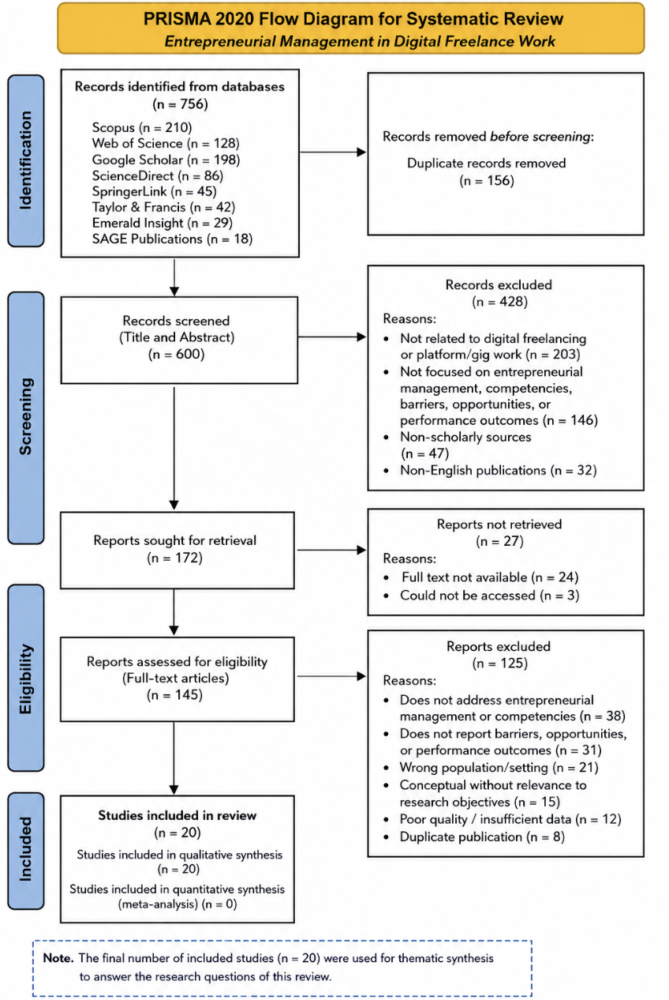 PRISMA 2020 Flow Diagram for Systematic Review
Entrepreneurial Management in Digital Freelance Work
Identification
Records identified from databases
(n = 756)
Scopus (n = 210)
Web of Science (n = 128)
Google Scholar (n = 198)
ScienceDirect (n = 86)
SpringerLink (n = 45)
Taylor & Francis (n = 42)
Emerald Insight (n = 29)
SAGE Publications (n = 18)
Records removed before screening:
Duplicate records removed
(n = 156)
Screening
Records screened
(Title and Abstract)
(n = 600)
Records excluded
(n = 428)
Reasons:
• Not related to digital freelancing
or platform/gig work (n = 203)
• Not focused on entrepreneurial
management, competencies,
barriers, opportunities, or
performance outcomes (n = 146)
• Non-scholarly sources
(n = 47)
• Non-English publications (n = 32)
Reports sought for retrieval
(n = 172)
Reports not retrieved
(n = 27)
Reasons:
• Full text not available (n = 24)
• Could not be accessed (n = 3)
Eligibility
Reports assessed for eligibility
(Full-text articles)
(n = 145)
Reports excluded
(n = 125)
Reasons:
• Does not address entrepreneurial
management or competencies (n = 38)
• Does not report barriers, opportunities,
or performance outcomes (n = 31)
• Wrong population/setting (n = 21)
• Conceptual without relevance to
research objectives (n = 15)
• Poor quality / insufficient data (n = 12)
• Duplicate publication (n = 8)
Included
Studies included in review
(n = 20)
Studies included in qualitative synthesis
(n = 20)
Studies included in quantitative synthesis
(meta-analysis) (n = 0)
Note. The final number of included studies (n = 20) were used for thematic synthesis
to answer the research questions of this review.